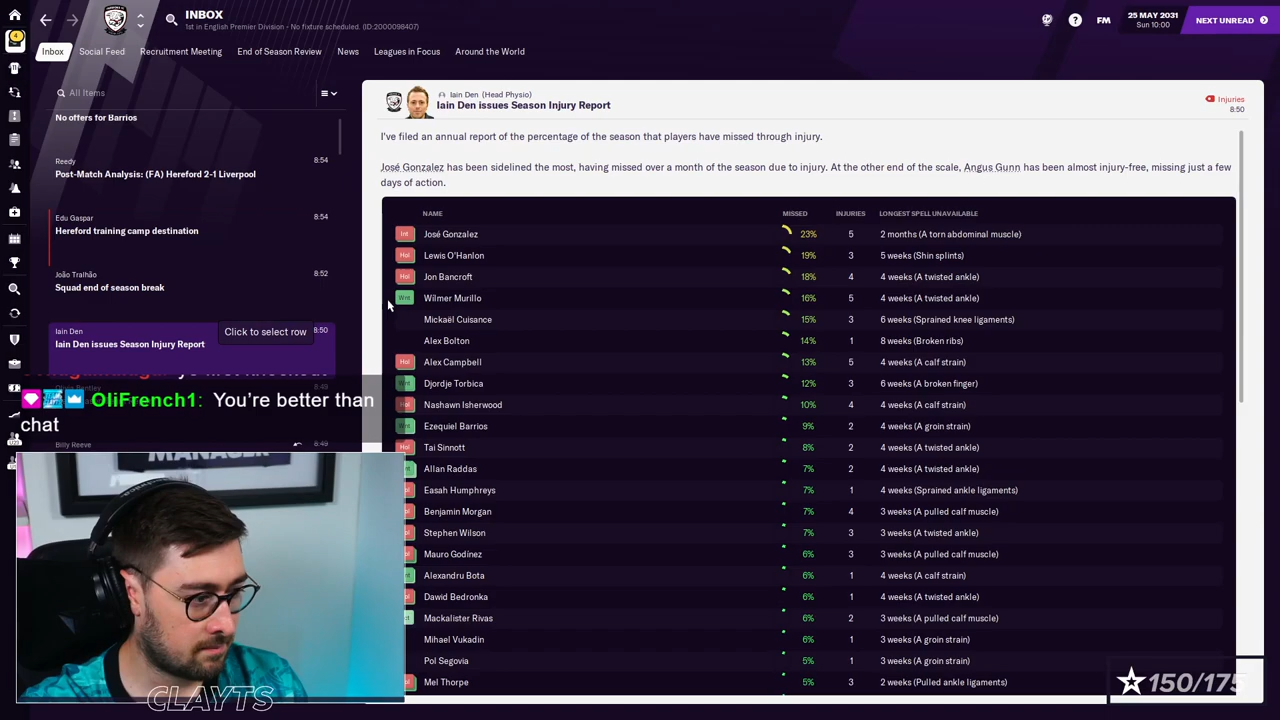 INBOX
1st in English Premier Division - No fixture scheduled. (ID:2000098407)
FM
25 MAY 2031
Sun 10:00
NEXT UNREAD
4
Inbox
Social Feed
Recruitment Meeting
End of Season Review
News
Leagues in Focus
Around the World
All Items
No offers for Barrios
Reedy
8:54
Post-Match Analysis: (FA) Hereford 2-1 Liverpool
Edu Gaspar
8:54
Hereford training camp destination
João Tralhão
8:52
Squad end of season break
Iain Den
8:50
Iain Den issues Season Injury Report
Click to select row
OliFrench1: You're better than
chat
Billy Reeve
8:49
MANAGER
CLAYTS
Iain Den (Head Physio)
Iain Den issues Season Injury Report
Injuries
8:50
I've filed an annual report of the percentage of the season that players have missed through injury.
José Gonzalez has been sidelined the most, having missed over a month of the season due to injury. At the other end of the scale, Angus Gunn has been almost injury-free, missing just a few
days of action.
NAME MISSED INJURIES LONGEST SPELL UNAVAILABLE
Int José Gonzalez 23% 5 2 months (A torn abdominal muscle)
Hol Lewis O'Hanlon 19% 3 5 weeks (Shin splints)
Hol Jon Bancroft 18% 4 4 weeks (A twisted ankle)
Wnt Wílmer Murillo 16% 5 4 weeks (A twisted ankle)
Mickaël Cuisance 15% 3 6 weeks (Sprained knee ligaments)
Alex Bolton 14% 1 8 weeks (Broken ribs)
Hol Alex Campbell 13% 5 4 weeks (A calf strain)
Wnt Djordje Torbica 12% 3 6 weeks (A broken finger)
Hol Nashawn Isherwood 10% 4 4 weeks (A calf strain)
Wnt Ezequiel Barrios 9% 2 4 weeks (A groin strain)
Hol Tai Sinnott 8% 2 4 weeks (A twisted ankle)
Allan Raddas 7% 2 4 weeks (A twisted ankle)
Easah Humphreys 7% 1 4 weeks (Sprained ankle ligaments)
Benjamin Morgan 7% 4 3 weeks (A pulled calf muscle)
Stephen Wilson 7% 3 3 weeks (A twisted ankle)
Mauro Godínez 6% 3 3 weeks (A pulled calf muscle)
Alexandru Bota 6% 1 4 weeks (A calf strain)
Dawid Bedronka 6% 1 4 weeks (A twisted ankle)
Mackalister Rivas 6% 2 3 weeks (A pulled calf muscle)
Mihael Vukadin 6% 1 3 weeks (A groin strain)
Pol Segovia 5% 1 3 weeks (A groin strain)
Mel Thorpe 5% 3 2 weeks (Pulled ankle ligaments)
150/175